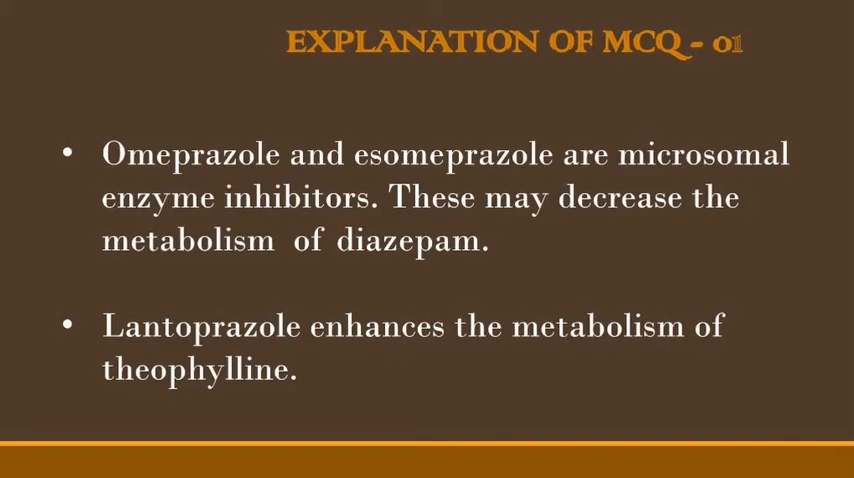 EXPLANATION OF MCQ - 01
• Omeprazole and esomeprazole are microsomal
enzyme inhibitors. These may decrease the
metabolism of diazepam.
• Lantoprazole enhances the metabolism of
theophylline.